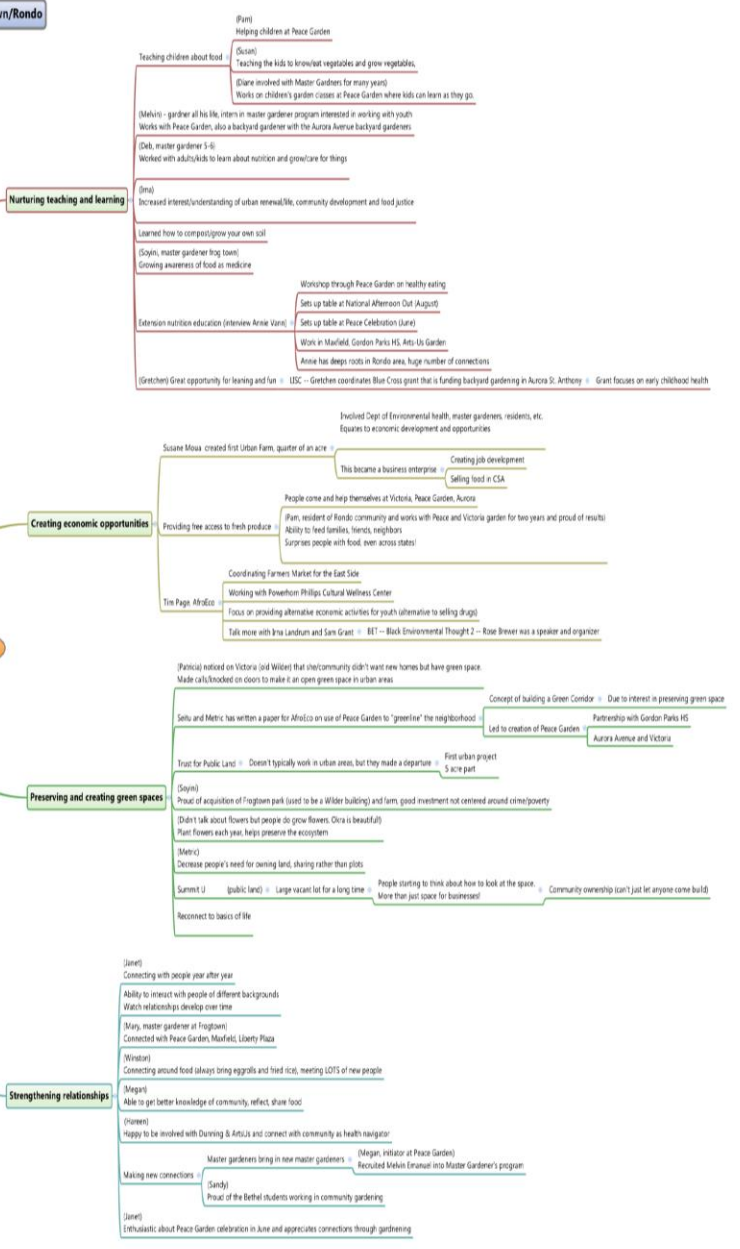 wn/Rondo
(Pam)
Helping children at Peace Garden
Teaching children about food
(Susan)
Teaching the kids to know/eat vegetables and grow vegetables,
(Diane involved with Master Gardners for many years)
Works on children's garden classes at Peace Garden where kids can learn as they go.
(Melvin) - gardner all his life, intern in master gardener program interested in working with youth
Works with Peace Garden, also a backyard gardener with the Aurora Avenue backyard gardeners
(Deb, master gardener 5-6)
Worked with adults/kids to learn about nutrition and grow/care for things
Nurturing teaching and learning
(Ima)
Increased interest/understanding of urban renewal/life, community development and food justice
Learned how to compost/grow your own soil
(Soyini, master gardener frog town)
Growing awareness of food as medicine
Workshop through Peace Garden on healthy eating
Sets up table at National Afternoon Out (August)
Extension nutrition education (interview Annie Vann)
Sets up table at Peace Celebration (June)
Work in Maxfield, Gordon Parks HS, Arts-Us Garden
Annie has deeps roots in Rondo area, huge number of connections
(Gretchen) Great opportunity for leaning and fun
LISC -- Gretchen coordinates Blue Cross grant that is funding backyard gardening in Aurora St. Anthony
Grant focuses on early childhood health
Involved Dept of Environmental health, master gardeners, residents, etc.
Equates to economic development and opportunities
Susane Moua created first Urban Farm, quarter of an acre
This became a business enterprise
Creating job development
Selling food in CSA
Creating economic opportunities
People come and help themselves at Victoria, Peace Garden, Aurora
Providing free access to fresh produce
(Pam, resident of Rondo community and works with Peace and Victoria garden for two years and proud of results)
Ability to feed families, friends, neighbors
Surprises people with food, even across states!
Coordinating Farmers Market for the East Side
Working with Powerhorn Phillips Cultural Wellness Center
Tim Page, AfroEco
Focus on providing alternative economic activities for youth (alternative to selling drugs)
Talk more with Ima Landrum and Sam Grant
BET -- Black Environmental Thought 2 -- Rose Brewer was a speaker and organizer
(Patricia) noticed on Victoria (old Wilder) that she/community didn't want new homes but have green space.
Made calls/knocked on doors to make it an open green space in urban areas
Seitu and Metric has written a paper for AfroEco on use of Peace Garden to "greenline" the neighborhood
Concept of building a Green Corridor
Due to interest in preserving green space
Led to creation of Peace Garden
Partnership with Gordon Parks HS
Aurora Avenue and Victoria
Trust for Public Land
Doesn't typically work in urban areas, but they made a departure
First urban project
5 acre part
Preserving and creating green spaces
(Soyini)
Proud of acquisition of Frogtown park (used to be a Wilder building) and farm, good investment not centered around crime/poverty
(Didn't talk about flowers but people do grow flowers. Okra is beautiful!)
Plant flowers each year, helps preserve the ecosystem
(Metric)
Decrease people's need for owning land, sharing rather than plots
Summit U (public land)
Large vacant lot for a long time
People starting to think about how to look at the space.
More than just space for businesses!
Community ownership (can't just let anyone come build)
Reconnect to basics of life
(Janet)
Connecting with people year after year
Ability to interact with people of different backgrounds
Watch relationships develop over time
(Mary, master gardener at Frogtown)
Connected with Peace Garden, Maxfield, Liberty Plaza
(Winston)
Connecting around food (always bring eggrolls and fried rice), meeting LOTS of new people
Strengthening relationships
(Megan)
Able to get better knowledge of community, reflect, share food
Happy to be involved with Dunning & ArtsUs and connect with community as health navigator
Making new connections
Master gardeners bring in new master gardeners
(Megan, initiator at Peace Garden)
Recruited Melvin Emanuel into Master Gardener's program
(Sandy)
Proud of the Bethel students working in community gardening
(Janet)
Enthusiastic about Peace Garden celebration in June and appreciates connections through gardnening